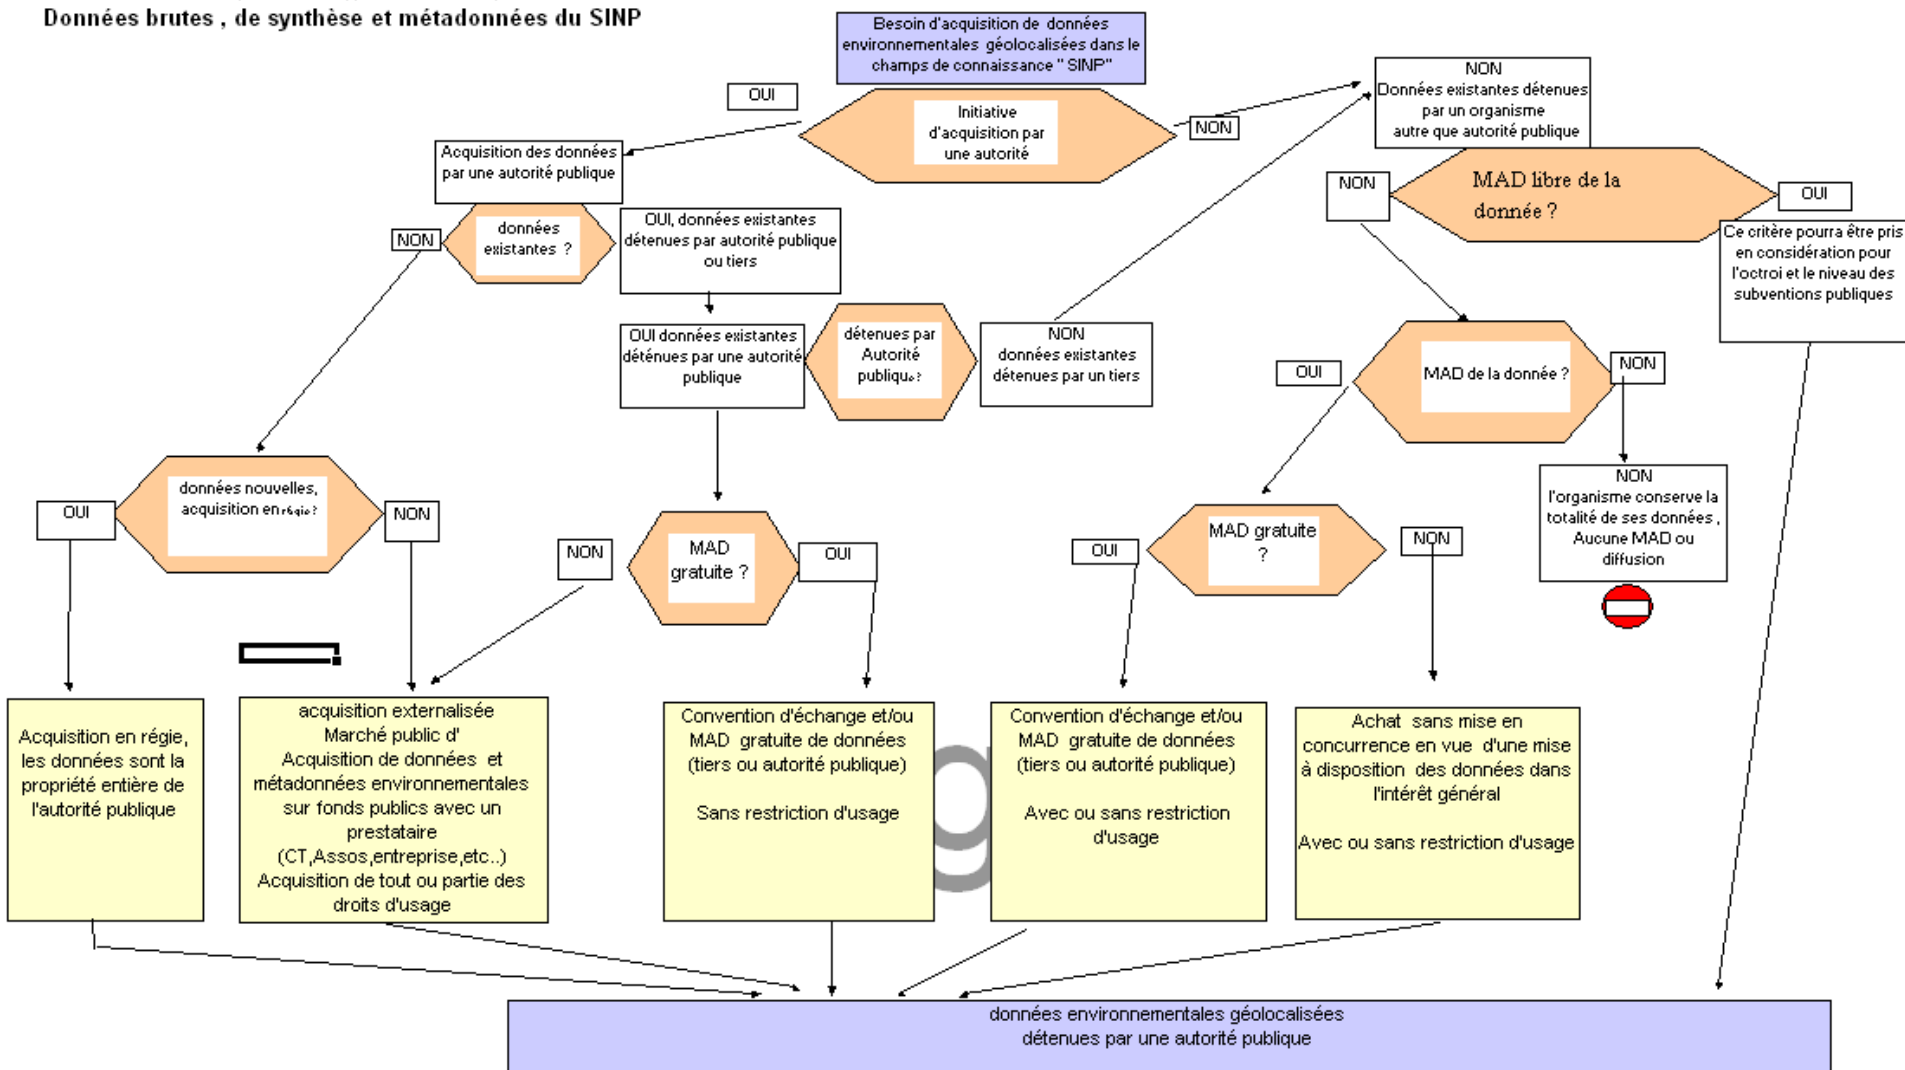 Données brutes , de synthèse et métadonnées du SINP
Besoin d'acquisition de données
environnementales géolocalisées dans le
champs de connaissance " SINP"
OUI
Initiative
d'acquisition par
une autorité
NON
NON
Données existantes détenues
par un organisme
autre que autorité publique
Acquisition des données
par une autorité publique
NON
MAD libre de la
donnée ?
OUI
NON
données
existantes ?
OUI, données existantes
détenues par autorité publique
ou tiers
Ce critère pourra être pris
en considération pour
l'octroi et le niveau des
subventions publiques
OUI données existantes
déténues par une autorité
publique
détenues par
Autorité
publique?
NON
données existantes
détenues par un tiers
OUI
MAD de la donnée ?
NON
OUI
données nouvelles,
acquisition en régie?
NON
NON
l'organisme conserve la
totalité de ses données ,
Aucune MAD ou
diffusion
NON
MAD
gratuite ?
OUI
OUI
MAD gratuite
?
NON
Acquisition en régie,
les données sont la
propriété entière de
l'autorité publique
acquisition externalisée
Marché public d'
Acquisition de données et
métadonnées environnementales
sur fonds publics avec un
prestataire
(CT,Assos,entreprise,etc..)
Acquisition de tout ou partie des
droits d'usage
Convention d'échange et/ou
MAD gratuite de données
(tiers ou autorité publique)
Sans restriction d'usage
Convention d'échange et/ou
MAD gratuite de données
(tiers ou autorité publique)
Avec ou sans restriction
d'usage
Achat sans mise en
concurrence en vue d'une mise
à disposition des données dans
l'intérêt général
Avec ou sans restriction d'usage
g
données environnementales géolocalisées
détenues par une autorité publique